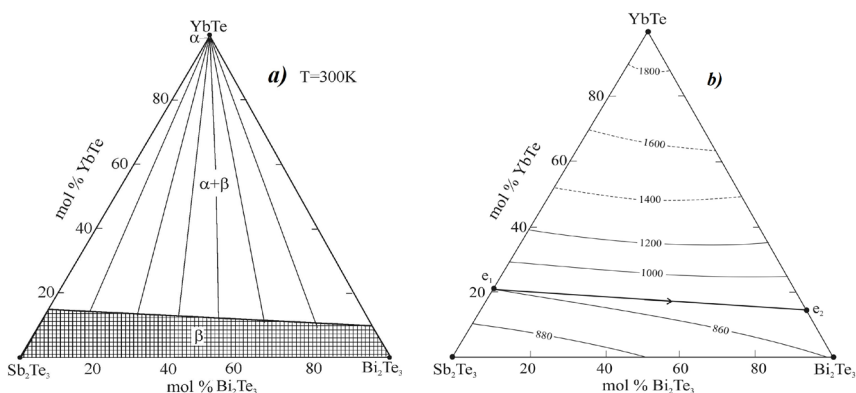 YbTe
α
a) T=300K
80
60
mol % YbTe
α+β
40
20
β
Sb₂Te₃ 20 40 60 80 Bi₂Te₃
mol % Bi₂Te₃
YbTe
b)
1800
80
1600
60
mol % YbTe
1400
40
1200
1000
e₁
20
e₂
860
880
Sb₂Te₃ 20 40 60 80 Bi₂Te₃
mol % Bi₂Te₃